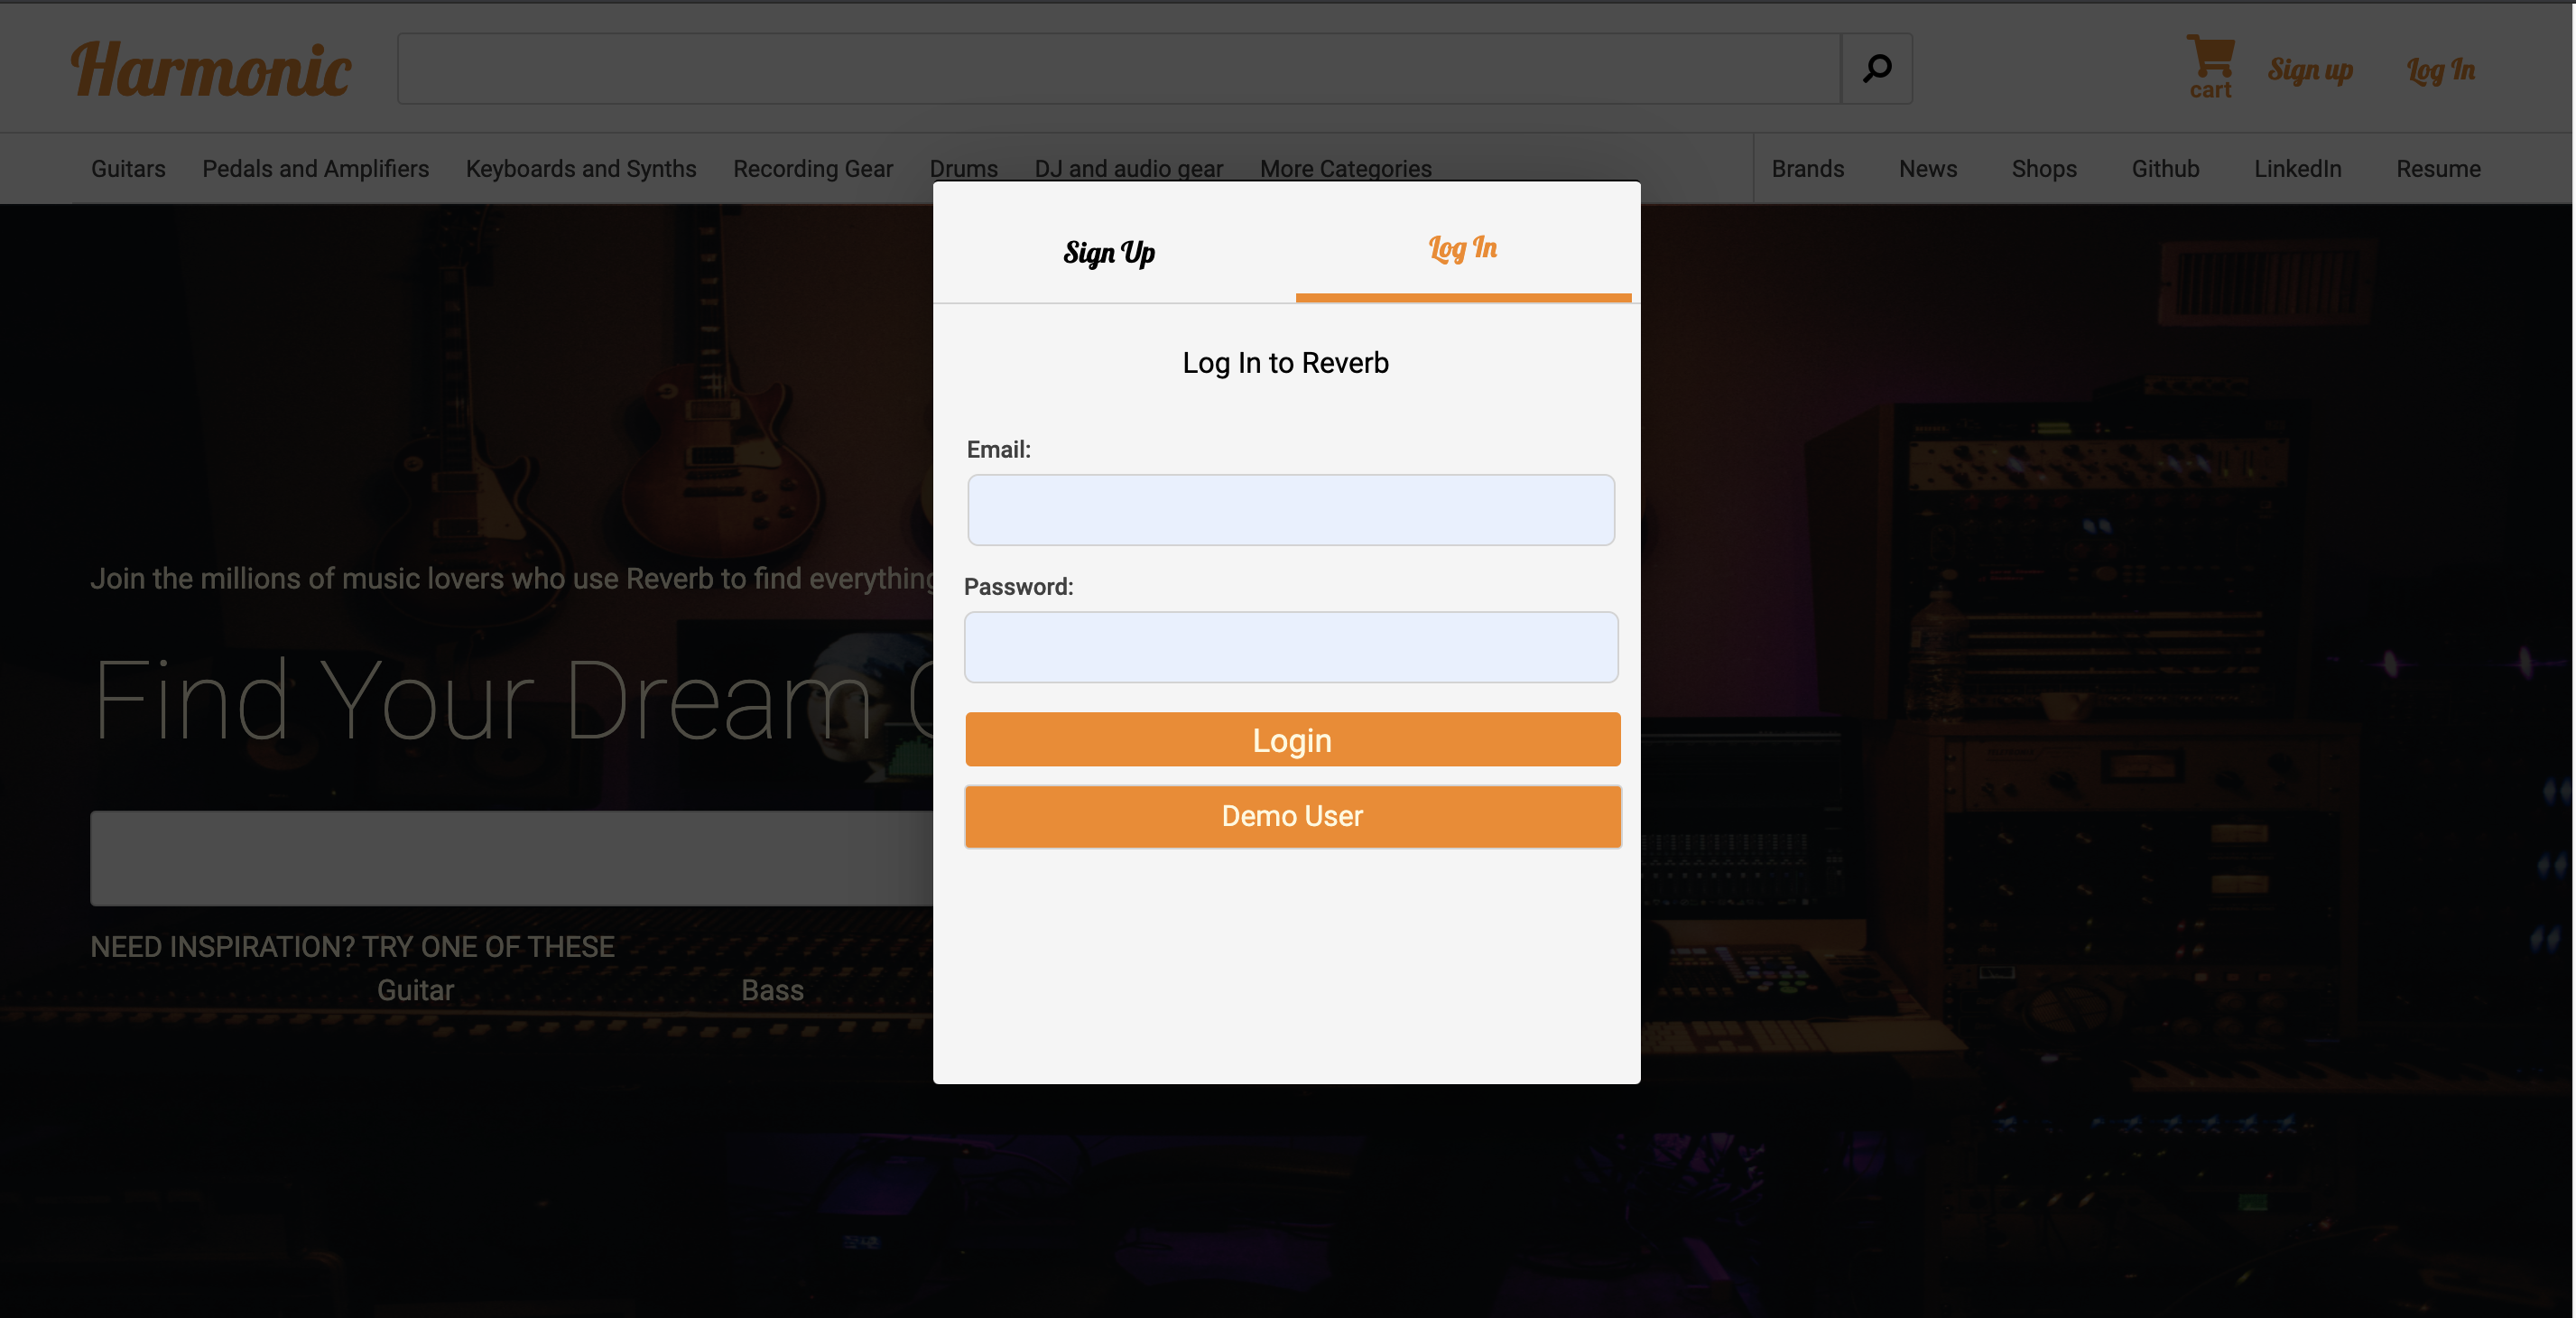 Harmonic
cart
Sign up
Log In
Guitars
Pedals and Amplifiers
Keyboards and Synths
Recording Gear
Drums
DJ and audio gear
More Categories
Brands
News
Shops
Github
LinkedIn
Resume
Sign Up
Log In
Log In to Reverb
Email:
Password:
Login
Demo User
Join the millions of music lovers who use Reverb to find everything
Find Your Dream
NEED INSPIRATION? TRY ONE OF THESE
Guitar
Bass